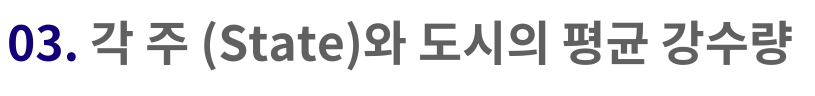 03. 각 주 (State)와 도시의 평균 강수량